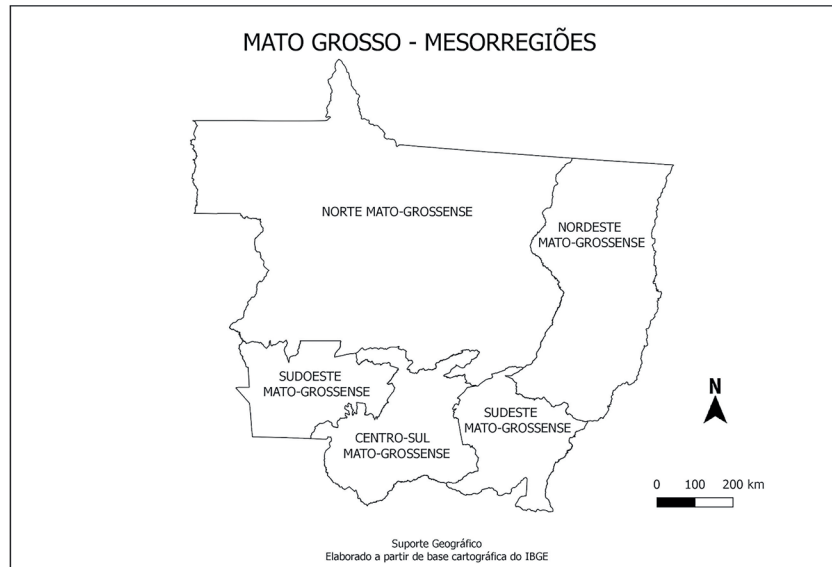 MATO GROSSO - MESORREGIÕES
NORTE MATO-GROSSENSE
NORDESTE
MATO-GROSSENSE
SUDOESTE
MATO-GROSSENSE
SUDESTE
MATO-GROSSENSE
CENTRO-SUL
MATO-GROSSENSE
N
0 100 200 km
Suporte Geográfico
Elaborado a partir de base cartográfica do IBGE